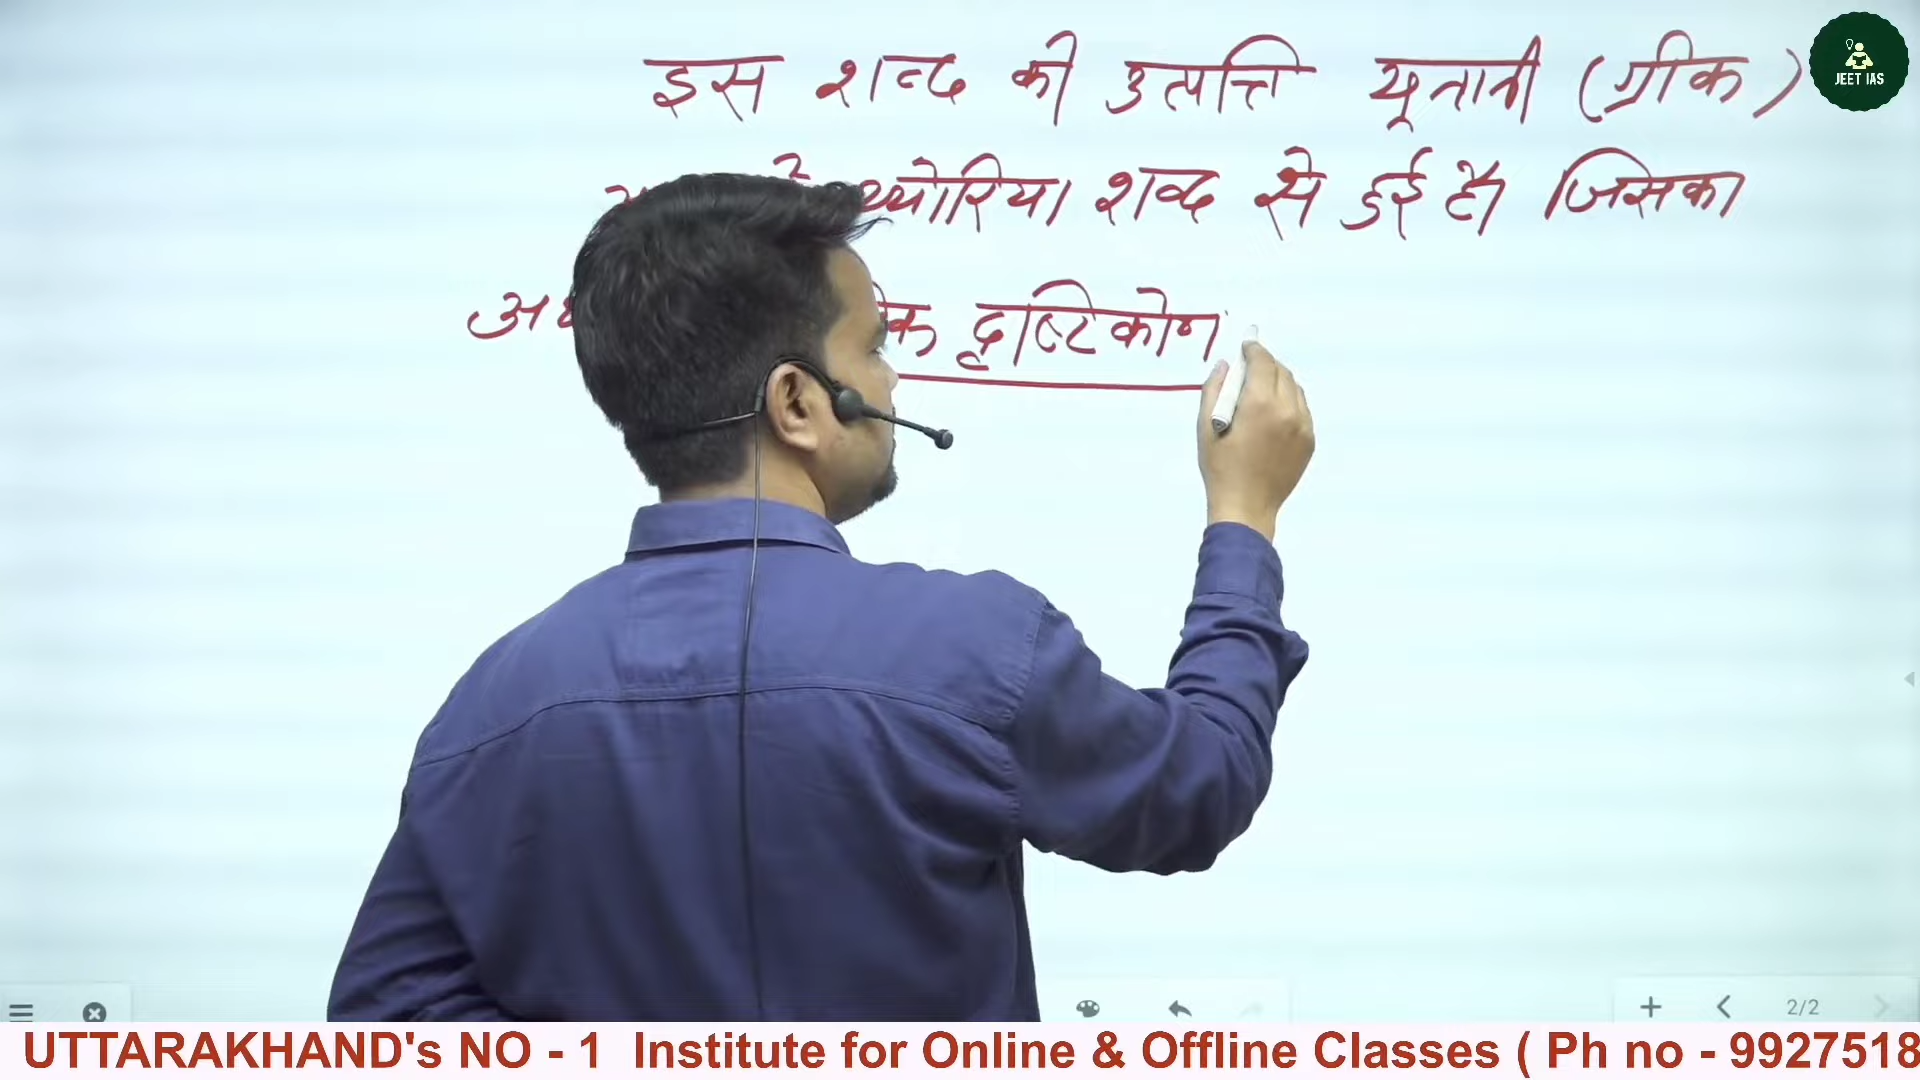 इस शब्द की उत्पत्ति यूनानी (ग्रीक)
थ्योरिया शब्द से हुई है। जिसका
दृष्टिकोण
JEET IAS
2/2
UTTARAKHAND's NO - 1 Institute for Online & Offline Classes ( Ph no - 9927518